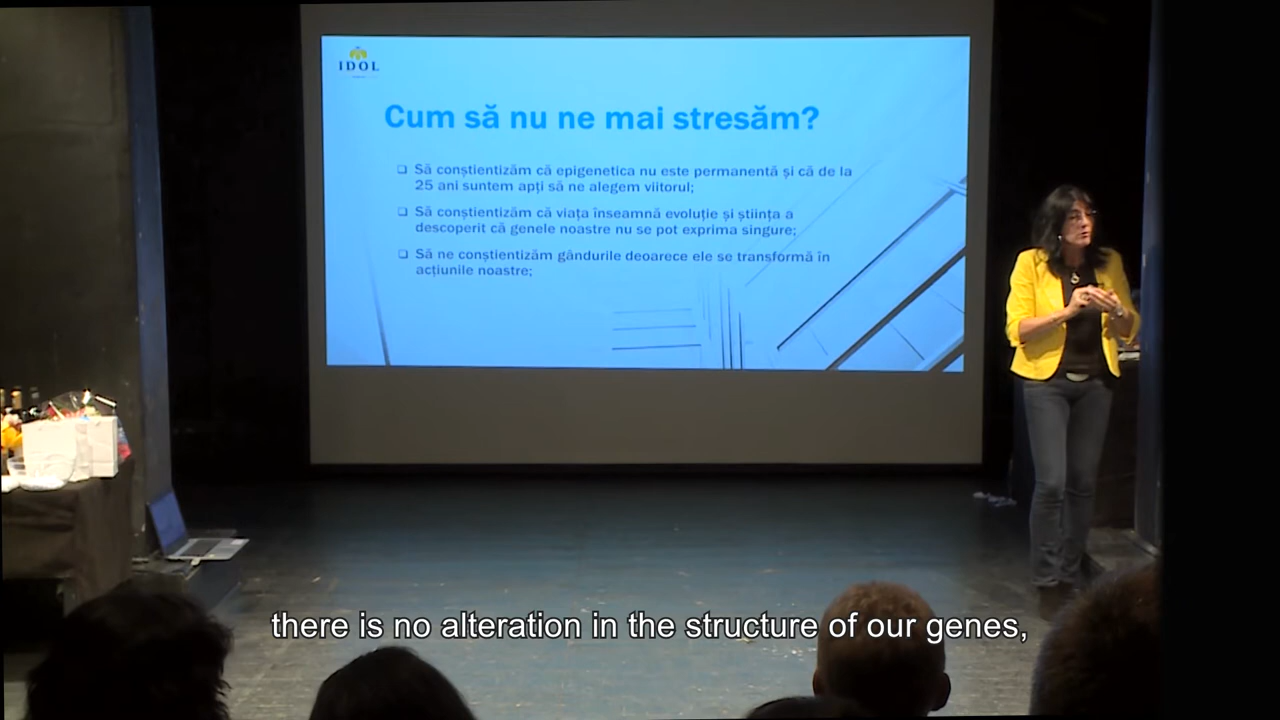 IDOL
Cum să nu ne mai stresăm?
❑ Să conștientizăm că epigenetica nu este permanentă și că de la
25 ani suntem apți să ne alegem viitorul;
❑ Să conștientizăm că viața înseamnă evoluție și știința a
descoperit că genele noastre nu se pot exprima singure;
❑ Să ne conștientizăm gândurile deoarece ele se transformă în
acțiunile noastre;
there is no alteration in the structure of our genes,